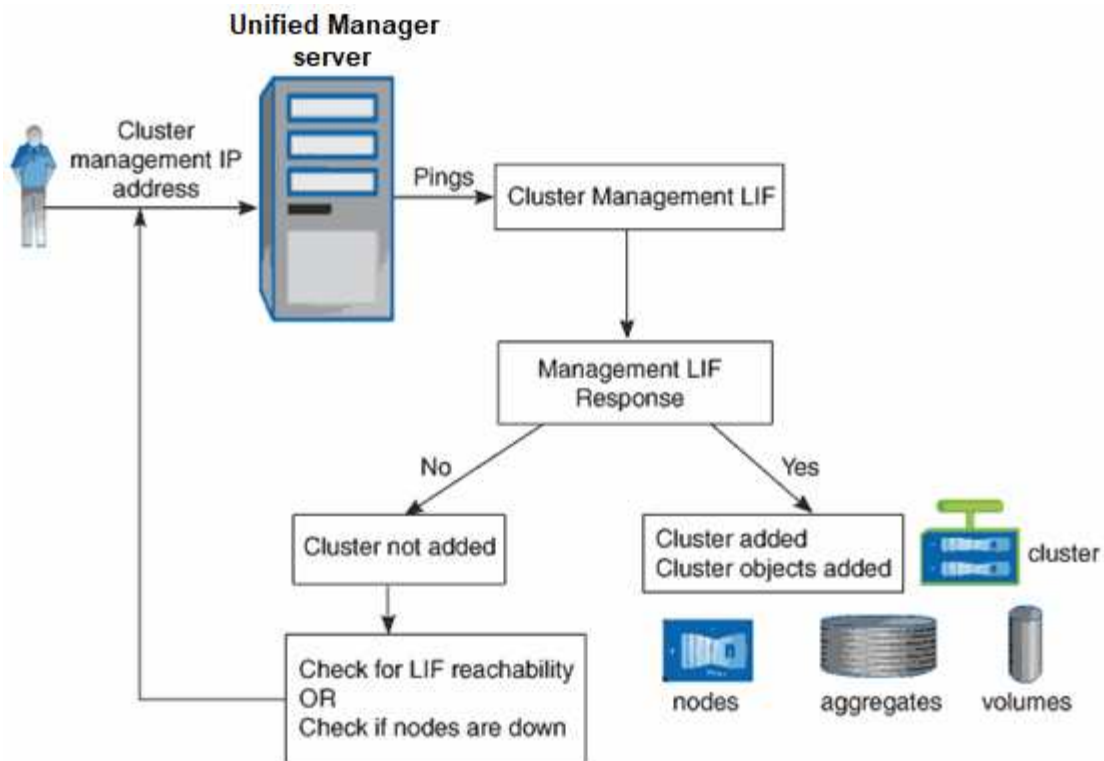 Unified Manager
server
Cluster
management IP
address
Pings
Cluster Management LIF
Management LIF
Response
No
Yes
Cluster not added
Cluster added
Cluster objects added
cluster
Check for LIF reachability
OR
Check if nodes are down
nodes
aggregates
volumes